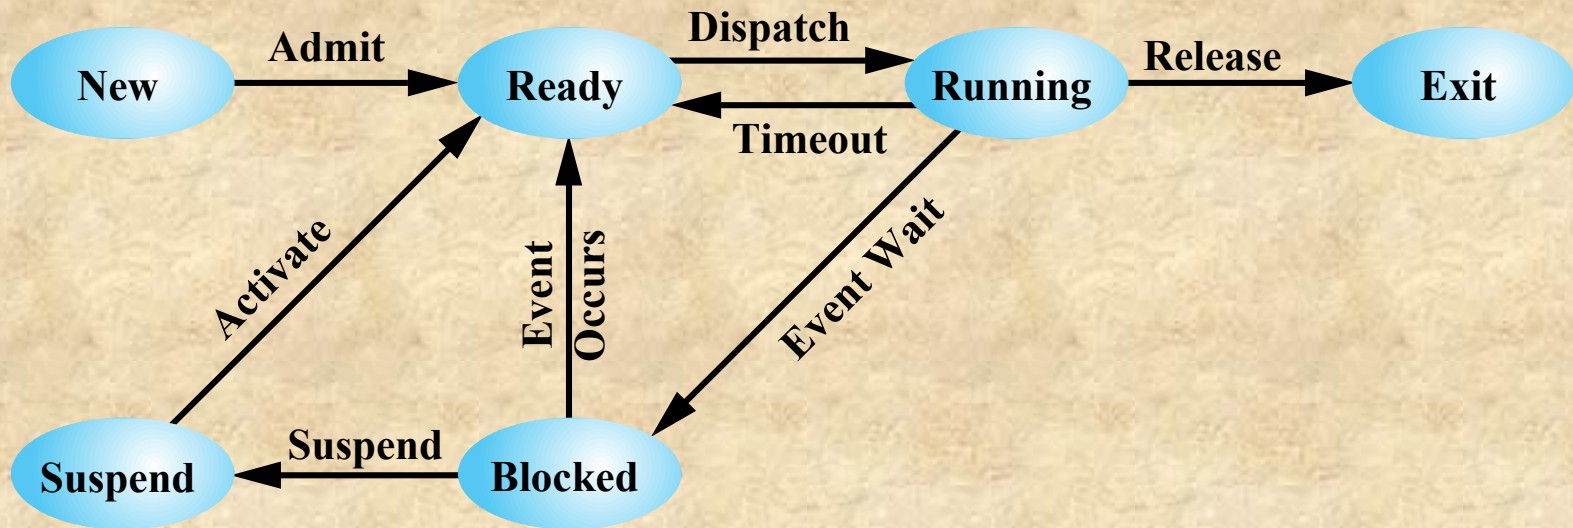 Dispatch
Admit
Release
New
Ready
Running
Exit
Timeout
Activate
Event
Occurs
Event Wait
Suspend
Suspend
Blocked